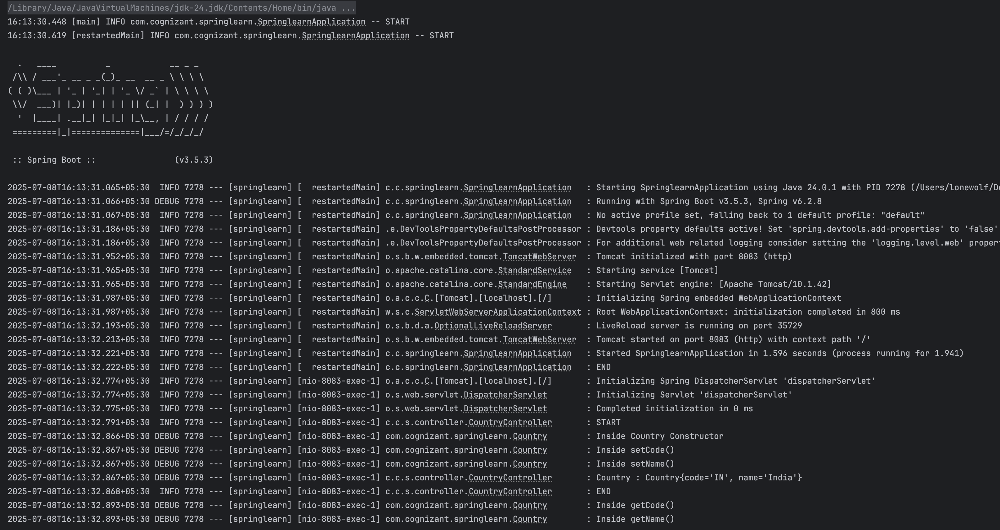 /Library/Java/JavaVirtualMachines/jdk-24.jdk/Contents/Home/bin/java ...
16:13:30.448 [main] INFO com.cognizant.springlearn.SpringlearnApplication -- START
16:13:30.619 [restartedMain] INFO com.cognizant.springlearn.SpringlearnApplication -- START
  .   ____          _            __ _ _
 /\\ / ___'_ __ _ _(_)_ __  __ _ \ \ \ \
( ( )\___ | '_ | '_| | '_ \/ _` | \ \ \ \
 \\/  ___)| |_)| | | | | || (_| |  ) ) ) )
  '  |____| .__|_| |_|_| |_\__, | / / / /
 =========|_|==============|___/=/_/_/_/
 :: Spring Boot ::                (v3.5.3)
2025-07-08T16:13:31.065+05:30  INFO 7278 --- [springlearn] [  restartedMain] c.c.springlearn.SpringlearnApplication   : Starting SpringlearnApplication using Java 24.0.1 with PID 7278 (/Users/lonewolf/D
2025-07-08T16:13:31.066+05:30 DEBUG 7278 --- [springlearn] [  restartedMain] c.c.springlearn.SpringlearnApplication   : Running with Spring Boot v3.5.3, Spring v6.2.8
2025-07-08T16:13:31.067+05:30  INFO 7278 --- [springlearn] [  restartedMain] c.c.springlearn.SpringlearnApplication   : No active profile set, falling back to 1 default profile: "default"
2025-07-08T16:13:31.186+05:30  INFO 7278 --- [springlearn] [  restartedMain] .e.DevToolsPropertyDefaultsPostProcessor : Devtools property defaults active! Set 'spring.devtools.add-properties' to 'false'
2025-07-08T16:13:31.186+05:30  INFO 7278 --- [springlearn] [  restartedMain] .e.DevToolsPropertyDefaultsPostProcessor : For additional web related logging consider setting the 'logging.level.web' proper
2025-07-08T16:13:31.952+05:30  INFO 7278 --- [springlearn] [  restartedMain] o.s.b.w.embedded.tomcat.TomcatWebServer  : Tomcat initialized with port 8083 (http)
2025-07-08T16:13:31.965+05:30  INFO 7278 --- [springlearn] [  restartedMain] o.apache.catalina.core.StandardService   : Starting service [Tomcat]
2025-07-08T16:13:31.965+05:30  INFO 7278 --- [springlearn] [  restartedMain] o.apache.catalina.core.StandardEngine    : Starting Servlet engine: [Apache Tomcat/10.1.42]
2025-07-08T16:13:31.987+05:30  INFO 7278 --- [springlearn] [  restartedMain] o.a.c.c.C.[Tomcat].[localhost].[/]       : Initializing Spring embedded WebApplicationContext
2025-07-08T16:13:31.987+05:30  INFO 7278 --- [springlearn] [  restartedMain] w.s.c.ServletWebServerApplicationContext : Root WebApplicationContext: initialization completed in 800 ms
2025-07-08T16:13:32.193+05:30  INFO 7278 --- [springlearn] [  restartedMain] o.s.b.d.a.OptionalLiveReloadServer       : LiveReload server is running on port 35729
2025-07-08T16:13:32.213+05:30  INFO 7278 --- [springlearn] [  restartedMain] o.s.b.w.embedded.tomcat.TomcatWebServer  : Tomcat started on port 8083 (http) with context path '/'
2025-07-08T16:13:32.221+05:30  INFO 7278 --- [springlearn] [  restartedMain] c.c.springlearn.SpringlearnApplication   : Started SpringlearnApplication in 1.596 seconds (process running for 1.941)
2025-07-08T16:13:32.222+05:30  INFO 7278 --- [springlearn] [  restartedMain] c.c.springlearn.SpringlearnApplication   : END
2025-07-08T16:13:32.774+05:30  INFO 7278 --- [springlearn] [nio-8083-exec-1] o.a.c.c.C.[Tomcat].[localhost].[/]       : Initializing Spring DispatcherServlet 'dispatcherServlet'
2025-07-08T16:13:32.774+05:30  INFO 7278 --- [springlearn] [nio-8083-exec-1] o.s.web.servlet.DispatcherServlet        : Initializing Servlet 'dispatcherServlet'
2025-07-08T16:13:32.775+05:30  INFO 7278 --- [springlearn] [nio-8083-exec-1] o.s.web.servlet.DispatcherServlet        : Completed initialization in 0 ms
2025-07-08T16:13:32.791+05:30  INFO 7278 --- [springlearn] [nio-8083-exec-1] c.c.s.controller.CountryController       : START
2025-07-08T16:13:32.866+05:30 DEBUG 7278 --- [springlearn] [nio-8083-exec-1] com.cognizant.springlearn.Country        : Inside Country Constructor
2025-07-08T16:13:32.867+05:30 DEBUG 7278 --- [springlearn] [nio-8083-exec-1] com.cognizant.springlearn.Country        : Inside setCode()
2025-07-08T16:13:32.867+05:30 DEBUG 7278 --- [springlearn] [nio-8083-exec-1] com.cognizant.springlearn.Country        : Inside setName()
2025-07-08T16:13:32.867+05:30 DEBUG 7278 --- [springlearn] [nio-8083-exec-1] c.c.s.controller.CountryController       : Country : Country{code='IN', name='India'}
2025-07-08T16:13:32.868+05:30  INFO 7278 --- [springlearn] [nio-8083-exec-1] c.c.s.controller.CountryController       : END
2025-07-08T16:13:32.893+05:30 DEBUG 7278 --- [springlearn] [nio-8083-exec-1] com.cognizant.springlearn.Country        : Inside getCode()
2025-07-08T16:13:32.893+05:30 DEBUG 7278 --- [springlearn] [nio-8083-exec-1] com.cognizant.springlearn.Country        : Inside getName()